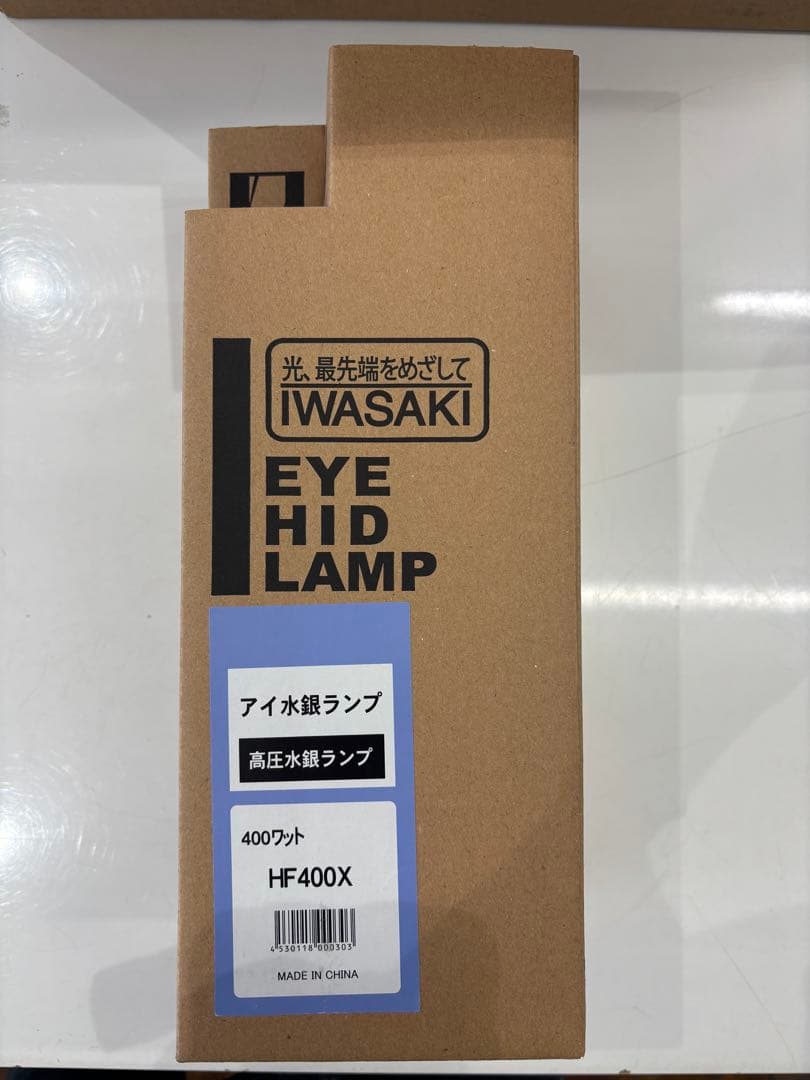 光、最先端をめざして
IWASAKI
EYE
HID
LAMP
アイ水銀ランプ
高圧水銀ランプ
400ワット
HF400X
4530118000303
MADE IN CHINA